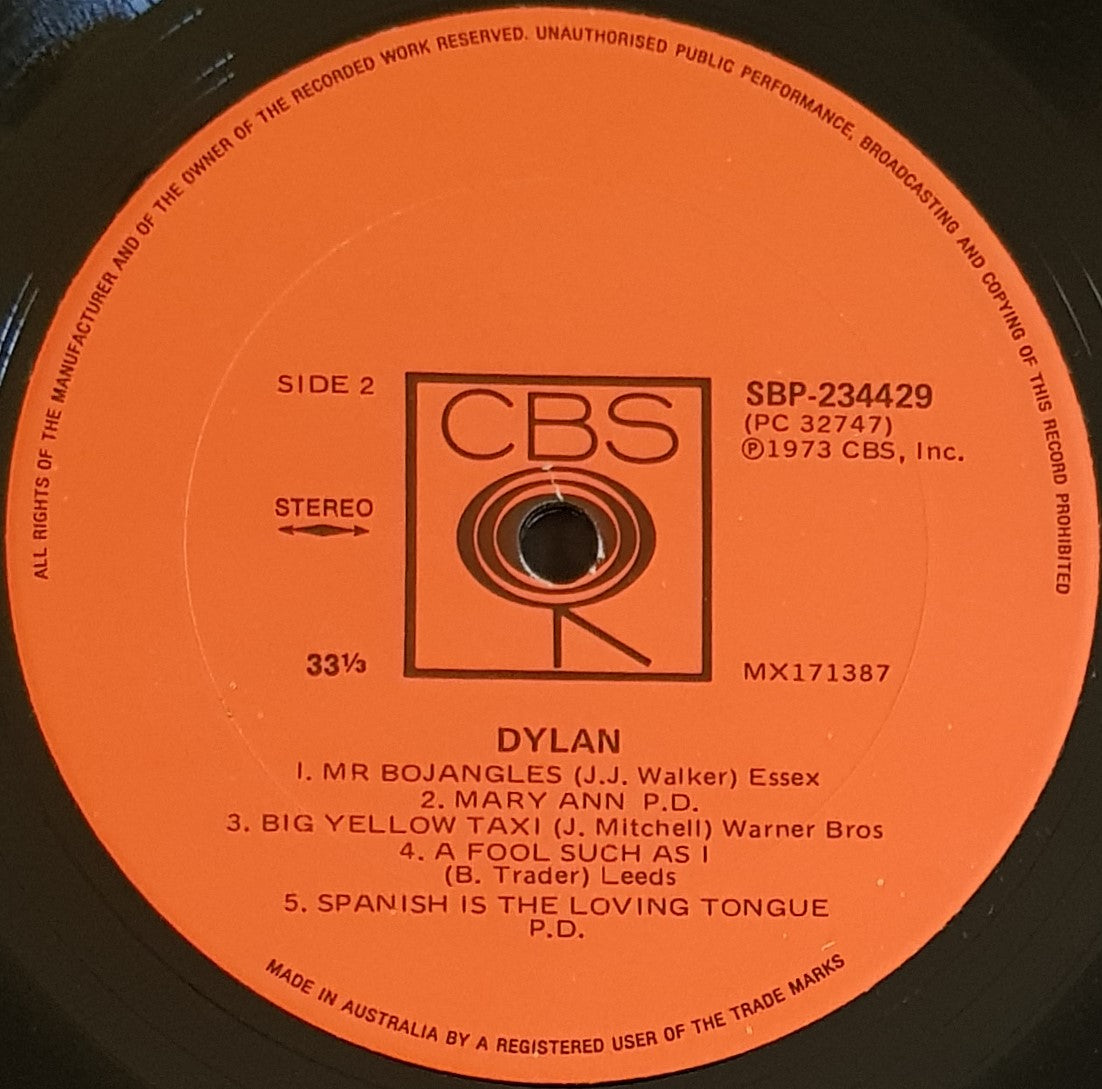 ALL RIGHTS OF THE MANUFACTURER AND OF THE OWNER OF THE RECORDED WORK RESERVED. UNAUTHORISED PUBLIC PERFORMANCE, BROADCASTING AND COPYING OF THIS RECORD PROHIBITED
SIDE 2
CBS
SBP-234429
(PC 32747)
Ⓟ1973 CBS, Inc.
STEREO
33⅓
MX171387
DYLAN
1. MR BOJANGLES (J.J. Walker) Essex
2. MARY ANN P.D.
3. BIG YELLOW TAXI (J. Mitchell) Warner Bros
4. A FOOL SUCH AS I
(B. Trader) Leeds
5. SPANISH IS THE LOVING TONGUE
P.D.
MADE IN AUSTRALIA BY A REGISTERED USER OF THE TRADE MARKS